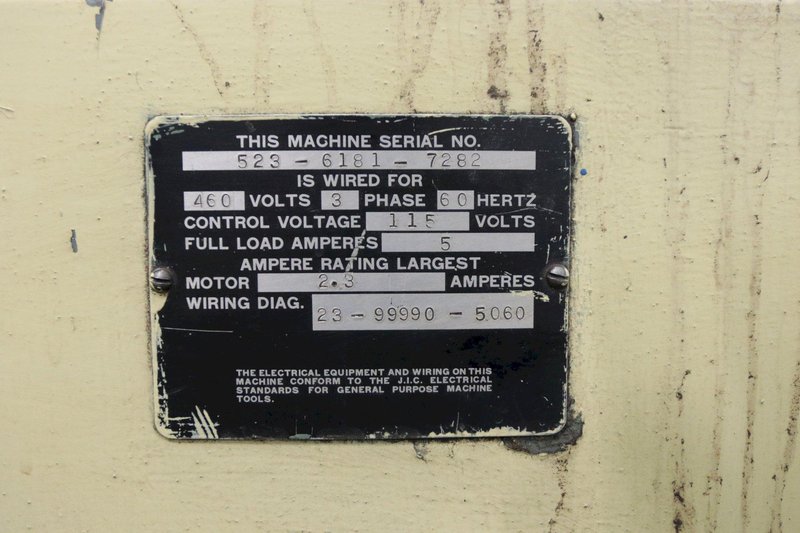 THIS MACHINE SERIAL NO.
523-6181-7282
IS WIRED FOR
460 VOLTS 3 PHASE 60 HERTZ
CONTROL VOLTAGE 115 VOLTS
FULL LOAD AMPERES 5
AMPERE RATING LARGEST
MOTOR 2.3 AMPERES
WIRING DIAG. 23-99990-5060
THE ELECTRICAL EQUIPMENT AND WIRING ON THIS
MACHINE CONFORM TO THE J.I.C. ELECTRICAL
STANDARDS FOR GENERAL PURPOSE MACHINE
TOOLS.